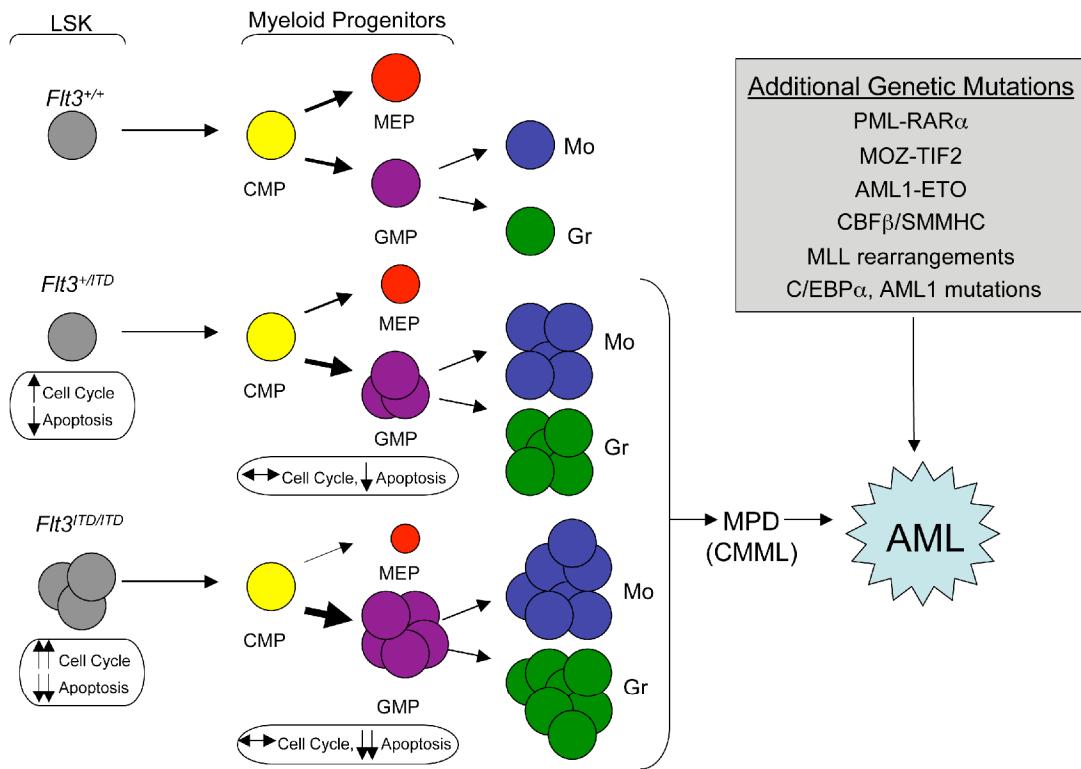 LSK
Myeloid Progenitors
Flt3+/+
MEP
CMP
GMP
Mo
Gr
Flt3+/ITD
MEP
CMP
GMP
Mo
Gr
Cell Cycle
Apoptosis
Cell Cycle, Apoptosis
Flt3ITD/ITD
MEP
CMP
GMP
Mo
Gr
Cell Cycle
Apoptosis
Cell Cycle, Apoptosis
MPD
(CMML)
AML
Additional Genetic Mutations
PML-RARα
MOZ-TIF2
AML1-ETO
CBFβ/SMMHC
MLL rearrangements
C/EBPα, AML1 mutations